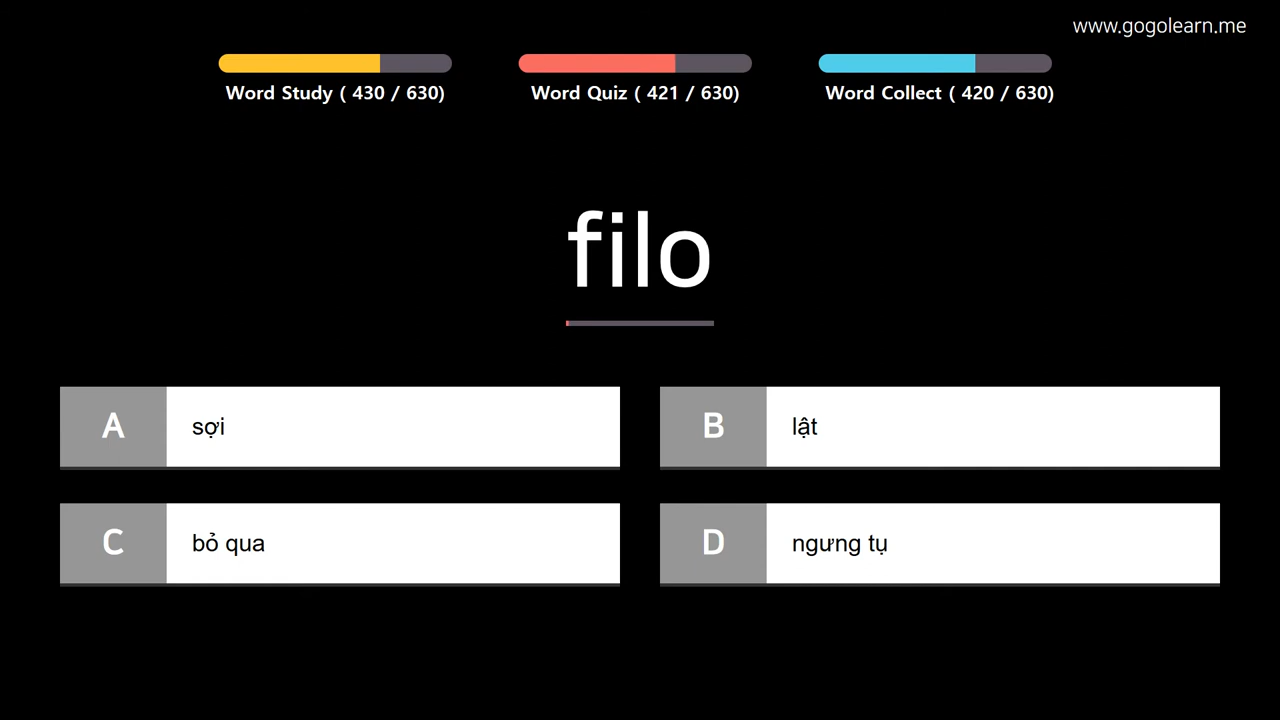 www.gogolearn.me
Word Study ( 430 / 630)
Word Quiz ( 421 / 630)
Word Collect ( 420 / 630)
filo
A sợi
B lật
C bỏ qua
D ngưng tụ